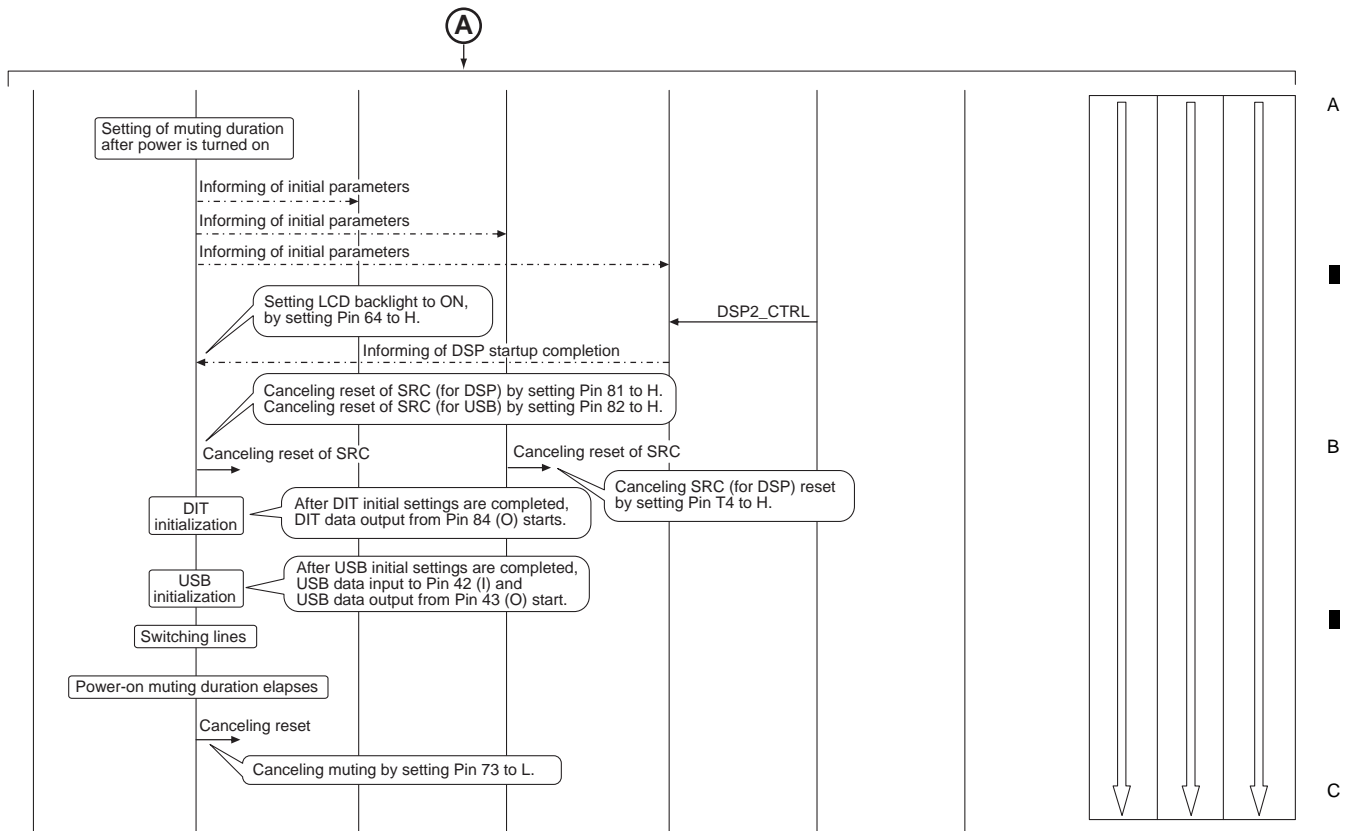 A
A
Setting of muting duration
after power is turned on
Informing of initial parameters
Informing of initial parameters
Informing of initial parameters
Setting LCD backlight to ON,
by setting Pin 64 to H.
DSP2_CTRL
Informing of DSP startup completion
Canceling reset of SRC (for DSP) by setting Pin 81 to H.
Canceling reset of SRC (for USB) by setting Pin 82 to H.
Canceling reset of SRC
Canceling reset of SRC
B
Canceling SRC (for DSP) reset
by setting Pin T4 to H.
DIT
initialization
After DIT initial settings are completed,
DIT data output from Pin 84 (O) starts.
USB
initialization
After USB initial settings are completed,
USB data input to Pin 42 (I) and
USB data output from Pin 43 (O) start.
Switching lines
Power-on muting duration elapses
Canceling reset
Canceling muting by setting Pin 73 to L.
C